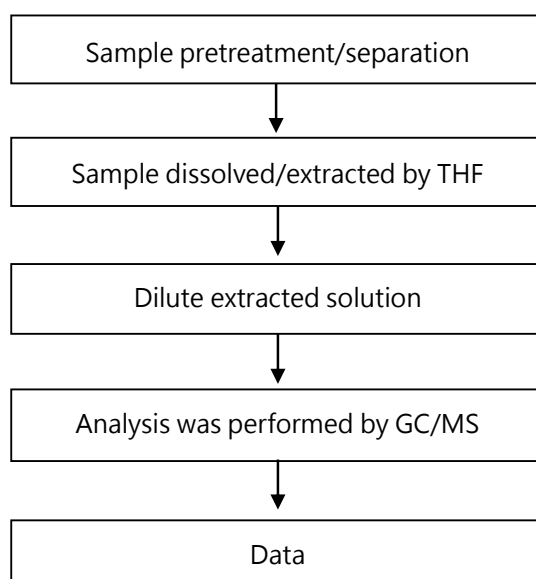 Sample pretreatment/separation
Sample dissolved/extracted by THF
Dilute extracted solution
Analysis was performed by GC/MS
Data